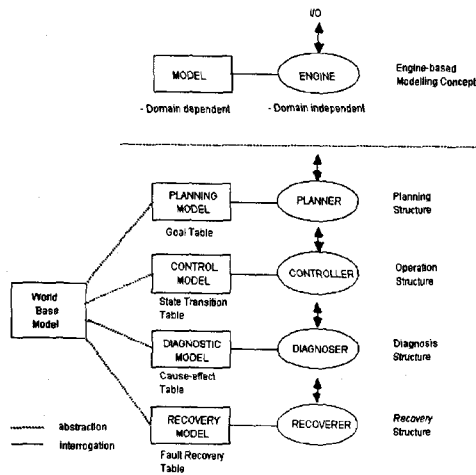 I/O
MODEL
ENGINE
Engine-based
Modelling Concept
- Domain dependent
- Domain independent
PLANNING
MODEL
PLANNER
Planning
Structure
Goal Table
CONTROL
MODEL
CONTROLLER
Operation
Structure
State Transition
Table
World
Base
Model
DIAGNOSTIC
MODEL
DIAGNOSER
Diagnosis
Structure
Cause-effect
Table
RECOVERY
MODEL
RECOVERER
Recovery
Structure
Fault Recovery
Table
abstraction
interrogation